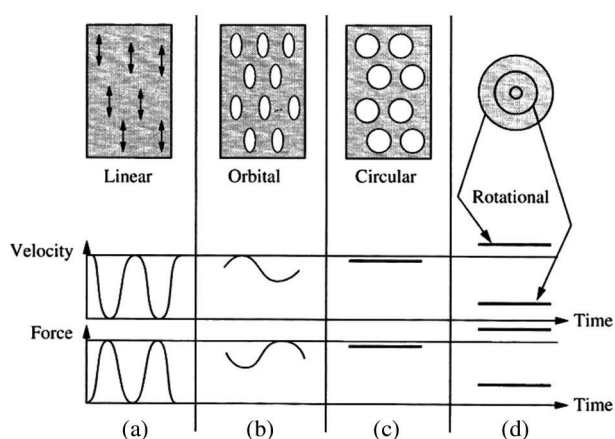 Linear
Orbital
Circular
Rotational
Velocity
Time
Force
Time
(a)
(b)
(c)
(d)